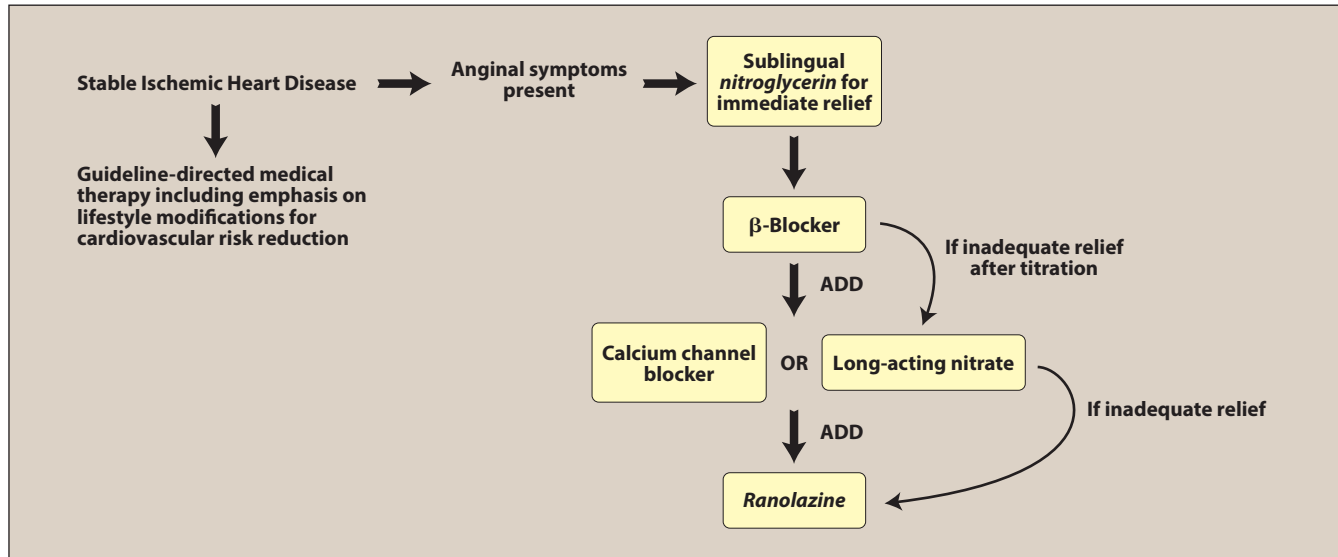 Stable Ischemic Heart Disease
Anginal symptoms
present
Sublingual
nitroglycerin for
immediate relief
Guideline-directed medical
therapy including emphasis on
lifestyle modifications for
cardiovascular risk reduction
β-Blocker
If inadequate relief
after titration
ADD
Calcium channel
blocker
OR
Long-acting nitrate
If inadequate relief
ADD
Ranolazine